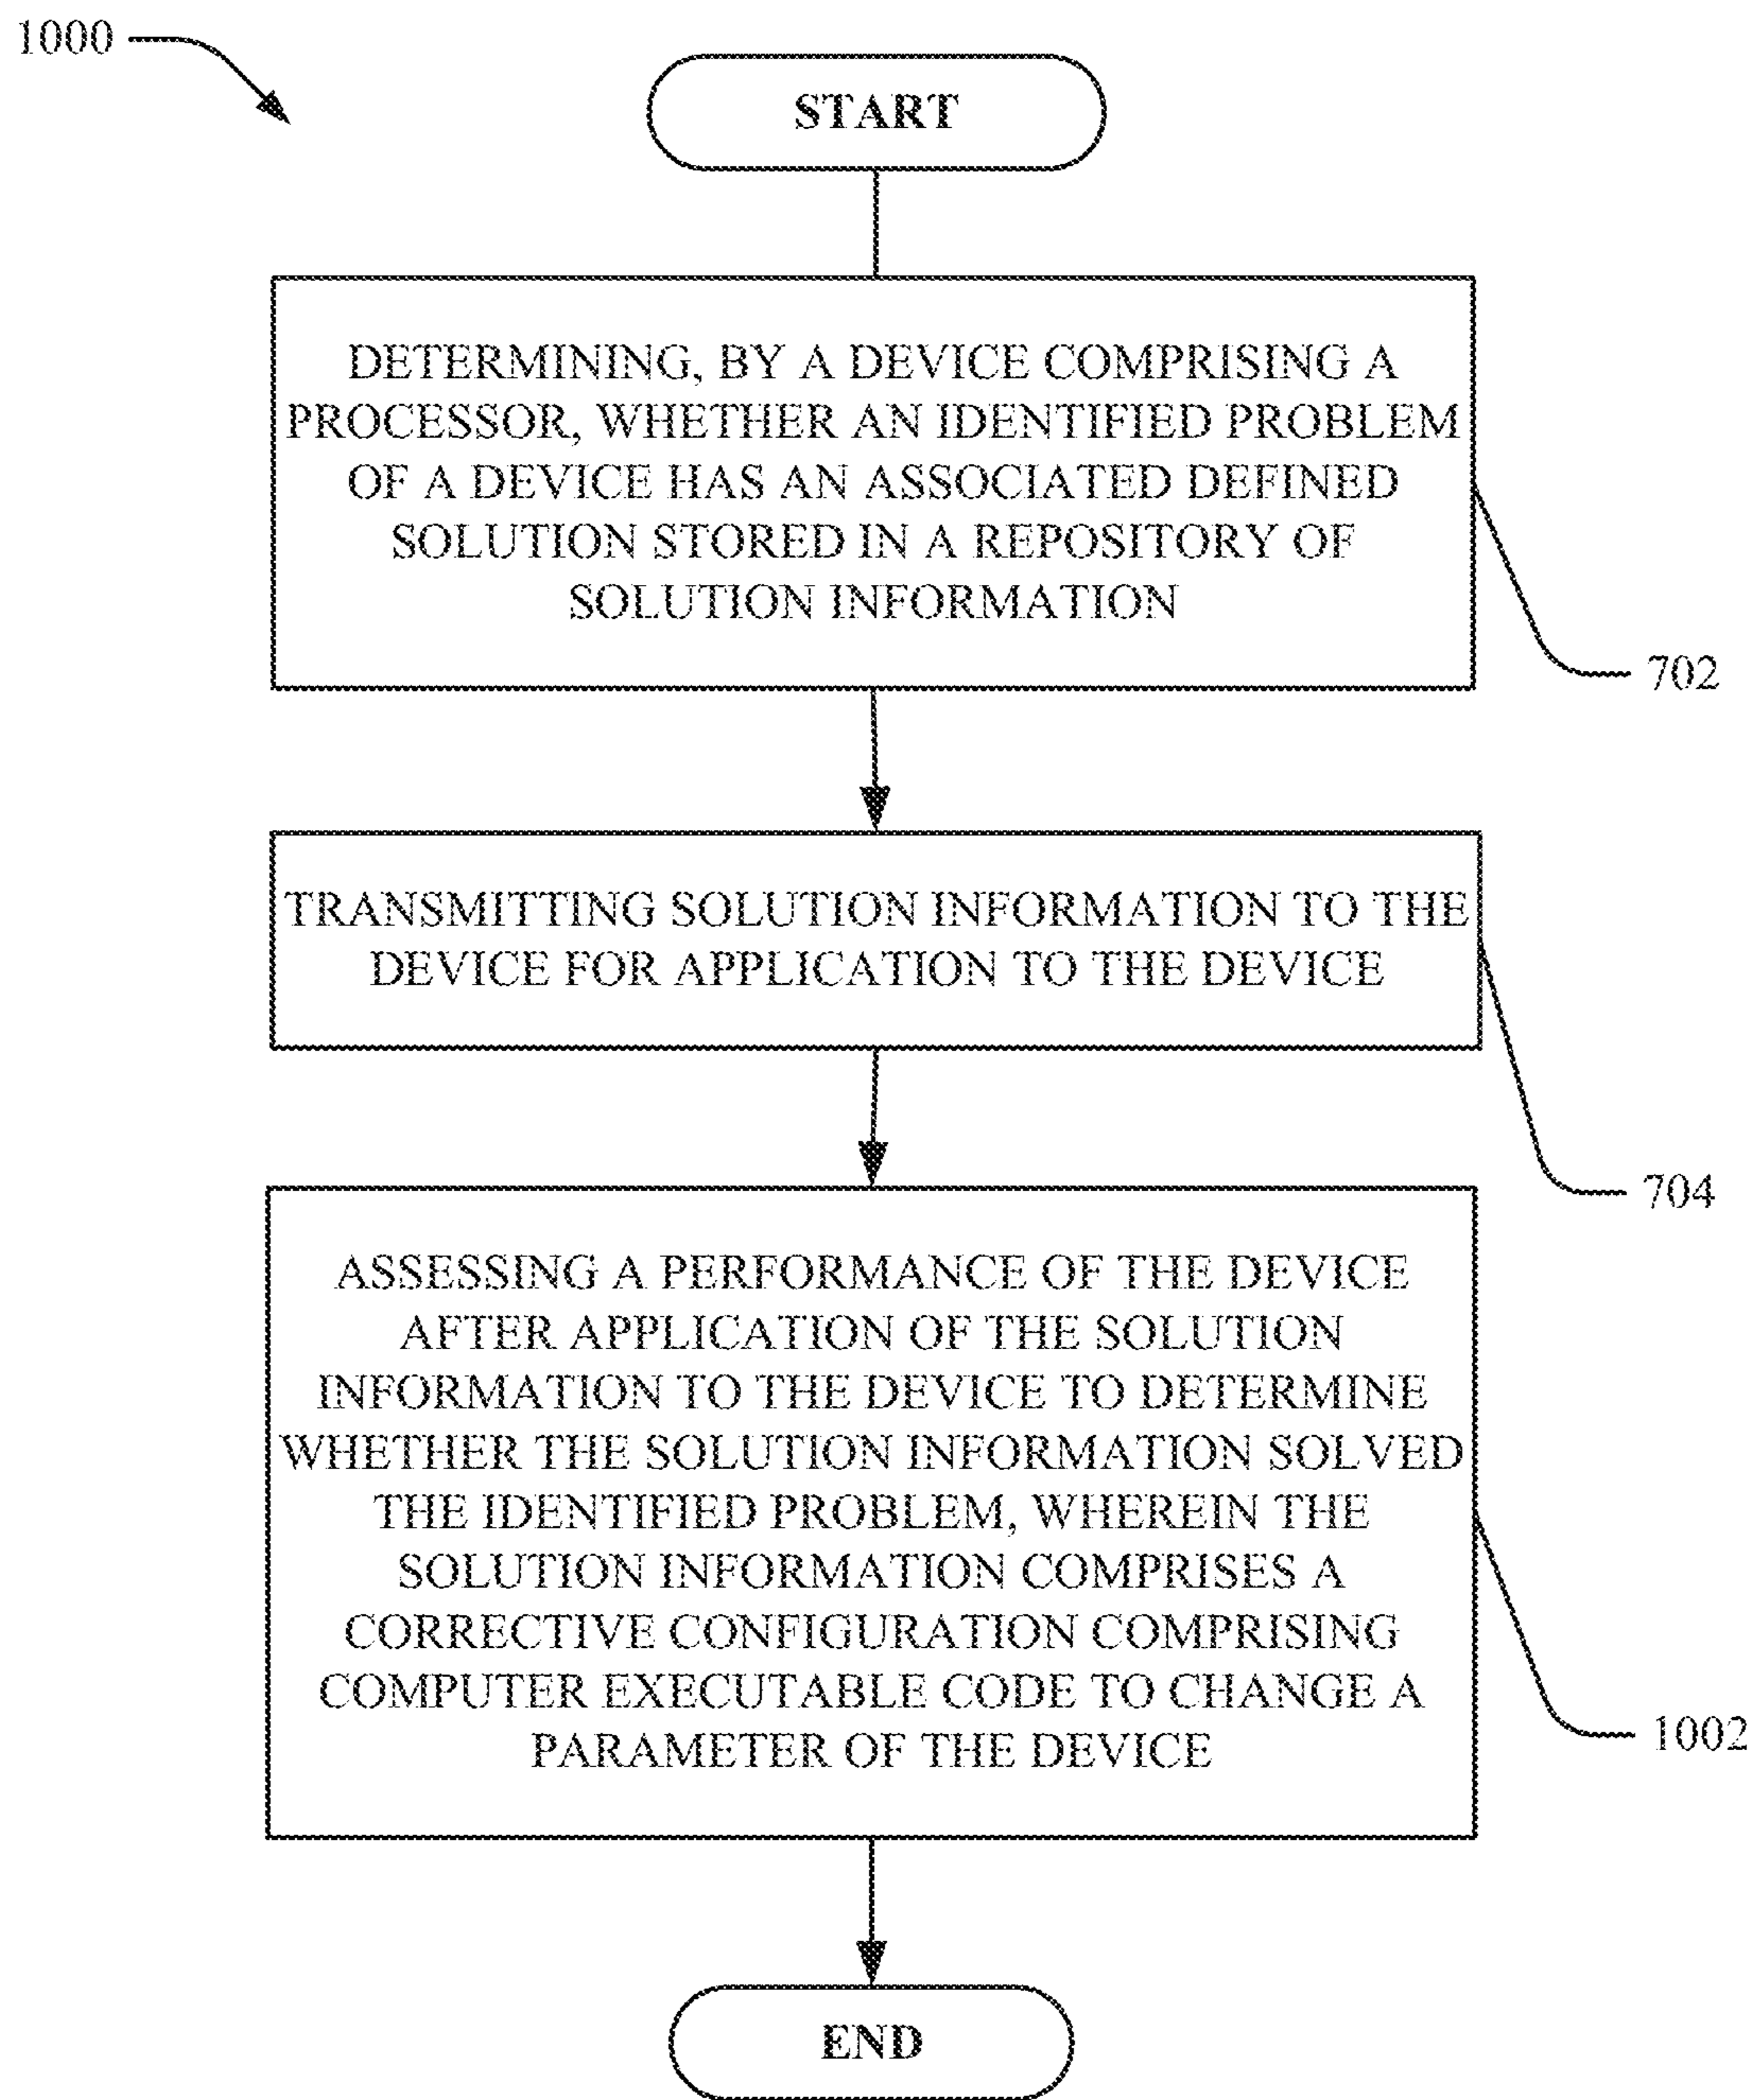 1000
START
DETERMINING, BY A DEVICE COMPRISING A
PROCESSOR, WHETHER AN IDENTIFIED PROBLEM
OF A DEVICE HAS AN ASSOCIATED DEFINED
SOLUTION STORED IN A REPOSITORY OF
SOLUTION INFORMATION
702
TRANSMITTING SOLUTION INFORMATION TO THE
DEVICE FOR APPLICATION TO THE DEVICE
704
ASSESSING A PERFORMANCE OF THE DEVICE
AFTER APPLICATION OF THE SOLUTION
INFORMATION TO THE DEVICE TO DETERMINE
WHETHER THE SOLUTION INFORMATION SOLVED
THE IDENTIFIED PROBLEM, WHEREIN THE
SOLUTION INFORMATION COMPRISES A
CORRECTIVE CONFIGURATION COMPRISING
COMPUTER EXECUTABLE CODE TO CHANGE A
PARAMETER OF THE DEVICE
1002
END